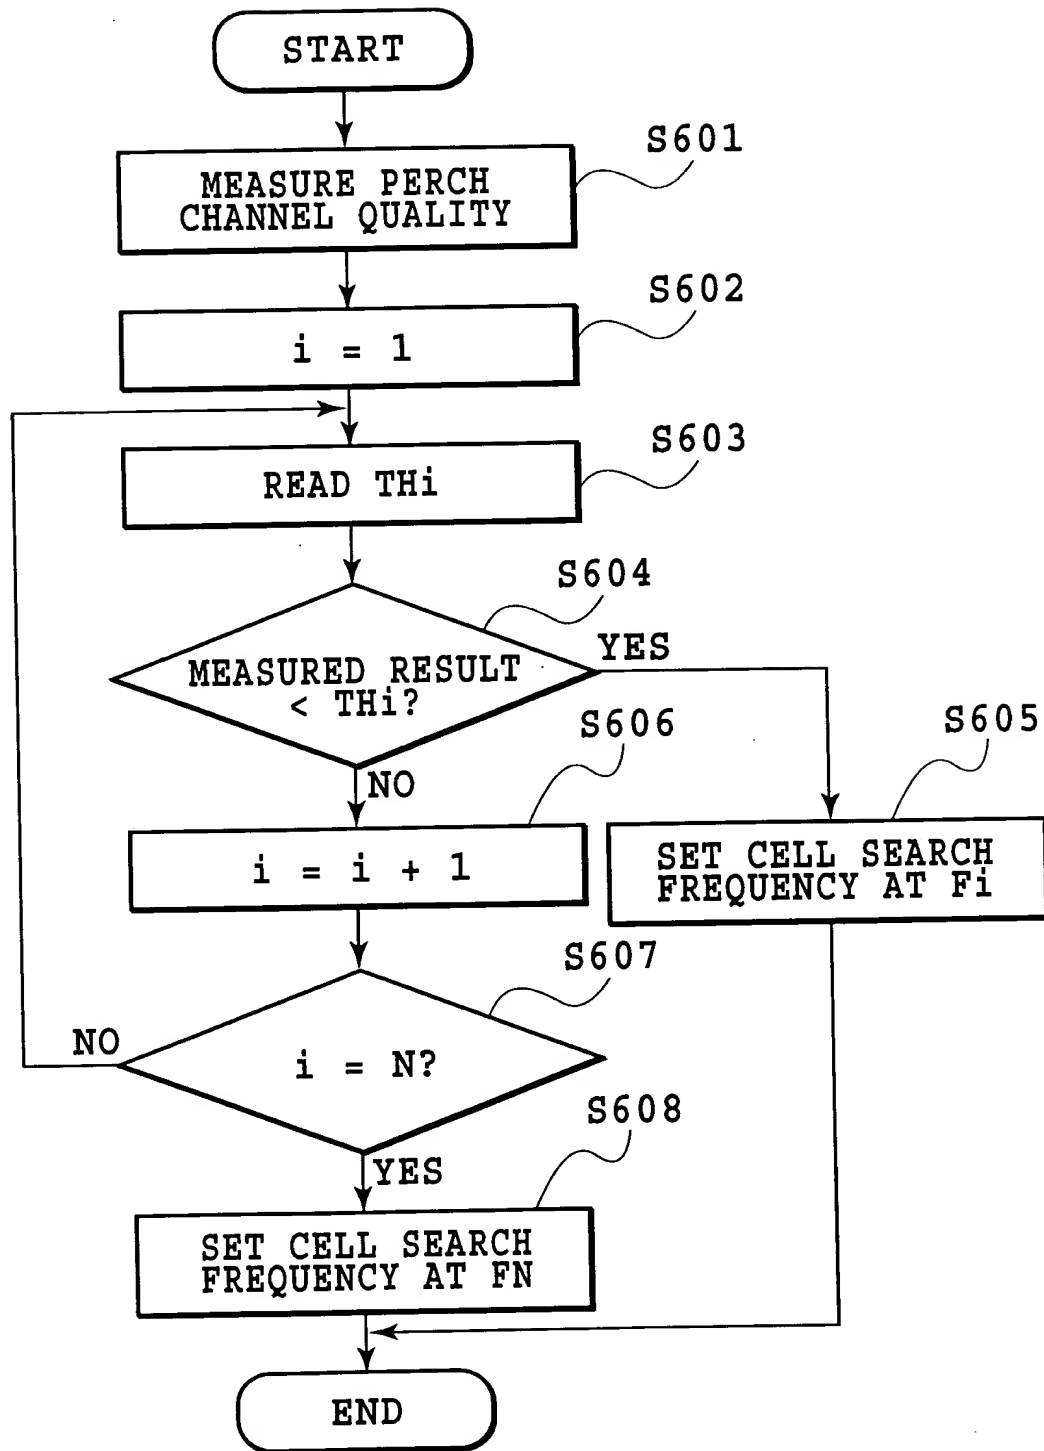 START
S601
MEASURE PERCH
CHANNEL QUALITY
S602
i = 1
S603
READ THi
S604
MEASURED RESULT
< THi?
YES
NO
S605
SET CELL SEARCH
FREQUENCY AT Fi
S606
i = i + 1
S607
i = N?
NO
YES
S608
SET CELL SEARCH
FREQUENCY AT FN
END